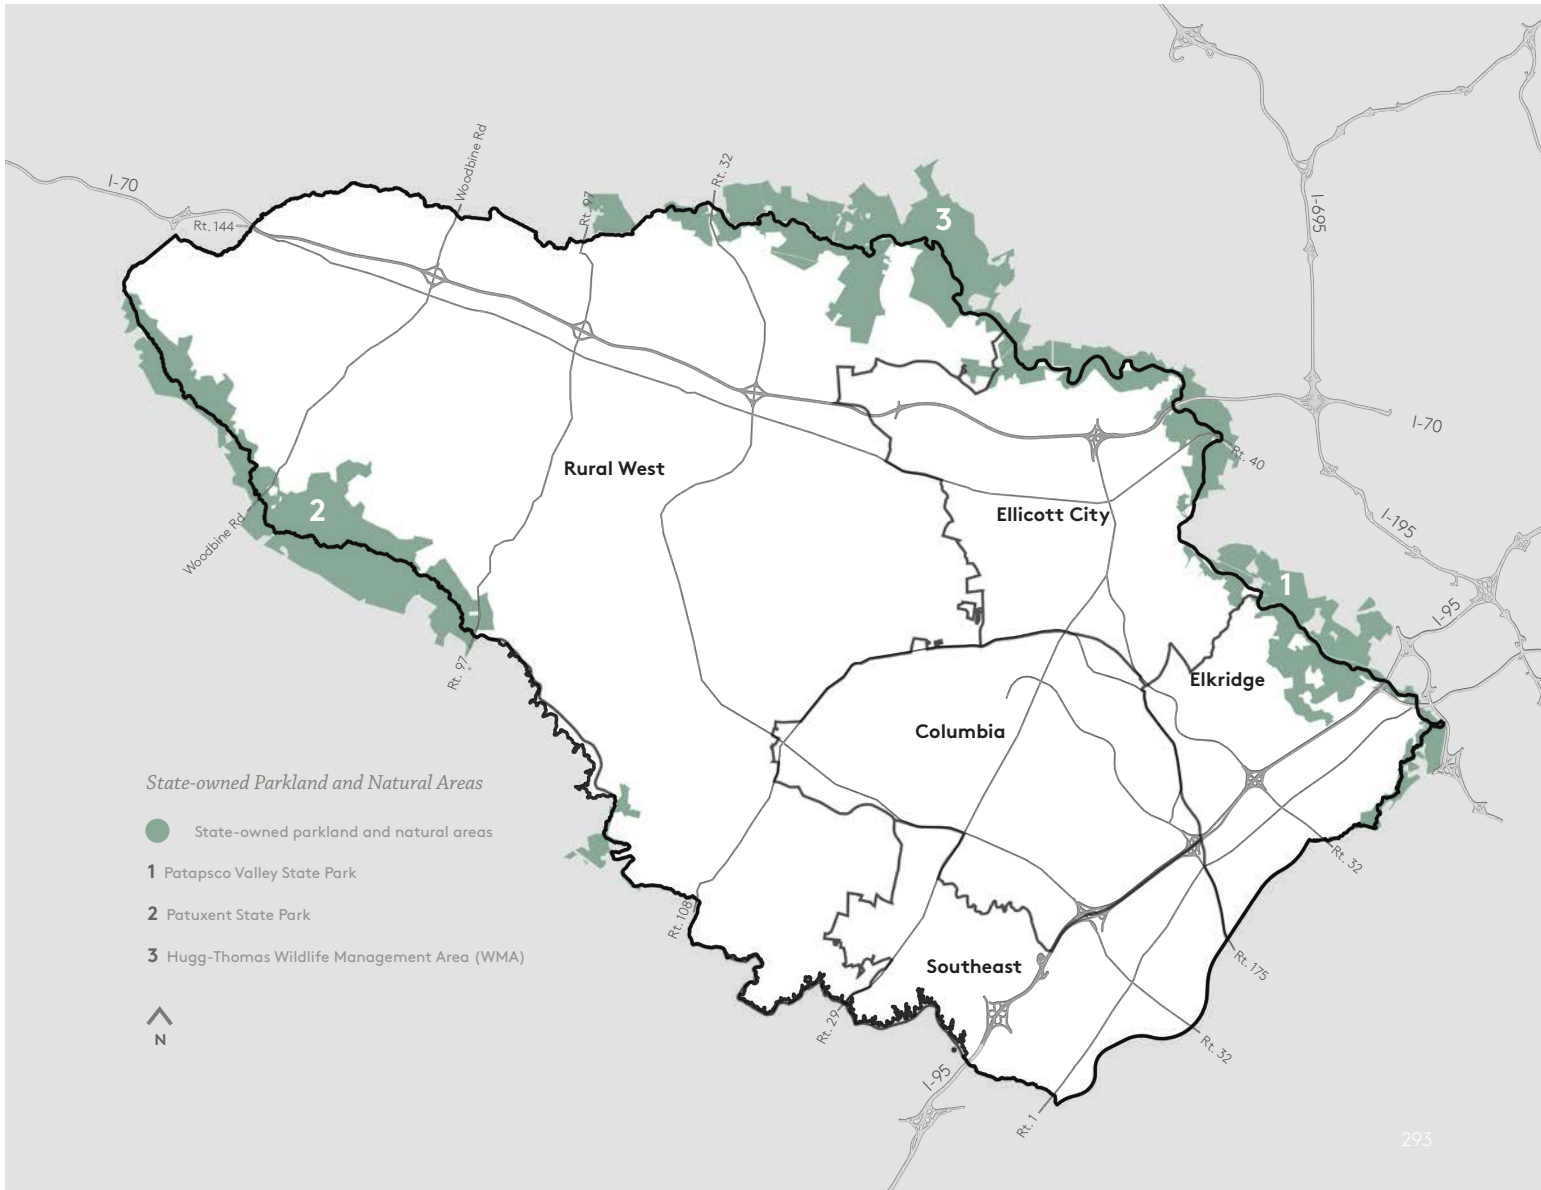 I-70
Rt. 144
Woodbine Rd
Rt. 97
Rt. 32
3
I-695
I-70
Rt. 40
Rural West
2
Woodbine Rd
Ellicott City
I-195
1
I-95
Rt. 97
Elkridge
Columbia
State-owned Parkland and Natural Areas
State-owned parkland and natural areas
1 Patapsco Valley State Park
2 Patuxent State Park
3 Hugg-Thomas Wildlife Management Area (WMA)
N
Rt. 32
Rt. 108
Southeast
Rt. 175
Rt. 29
Rt. 32
I-95
Rt. 1
293